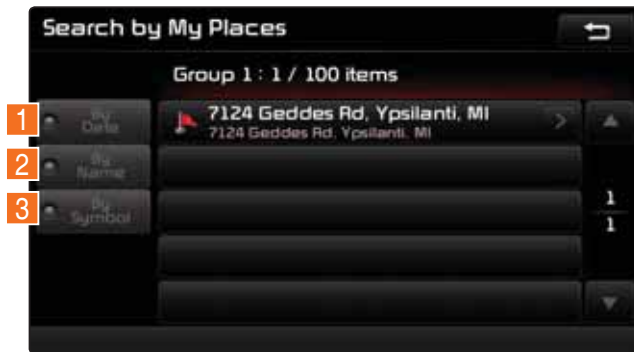 Search by My Places
Group 1 : 1 / 100 items
1
By
Date
7124 Geddes Rd, Ypsilanti, MI
7124 Geddes Rd. Ypsilanti. MI
2
By
Name
3
By
Symbol
1
1